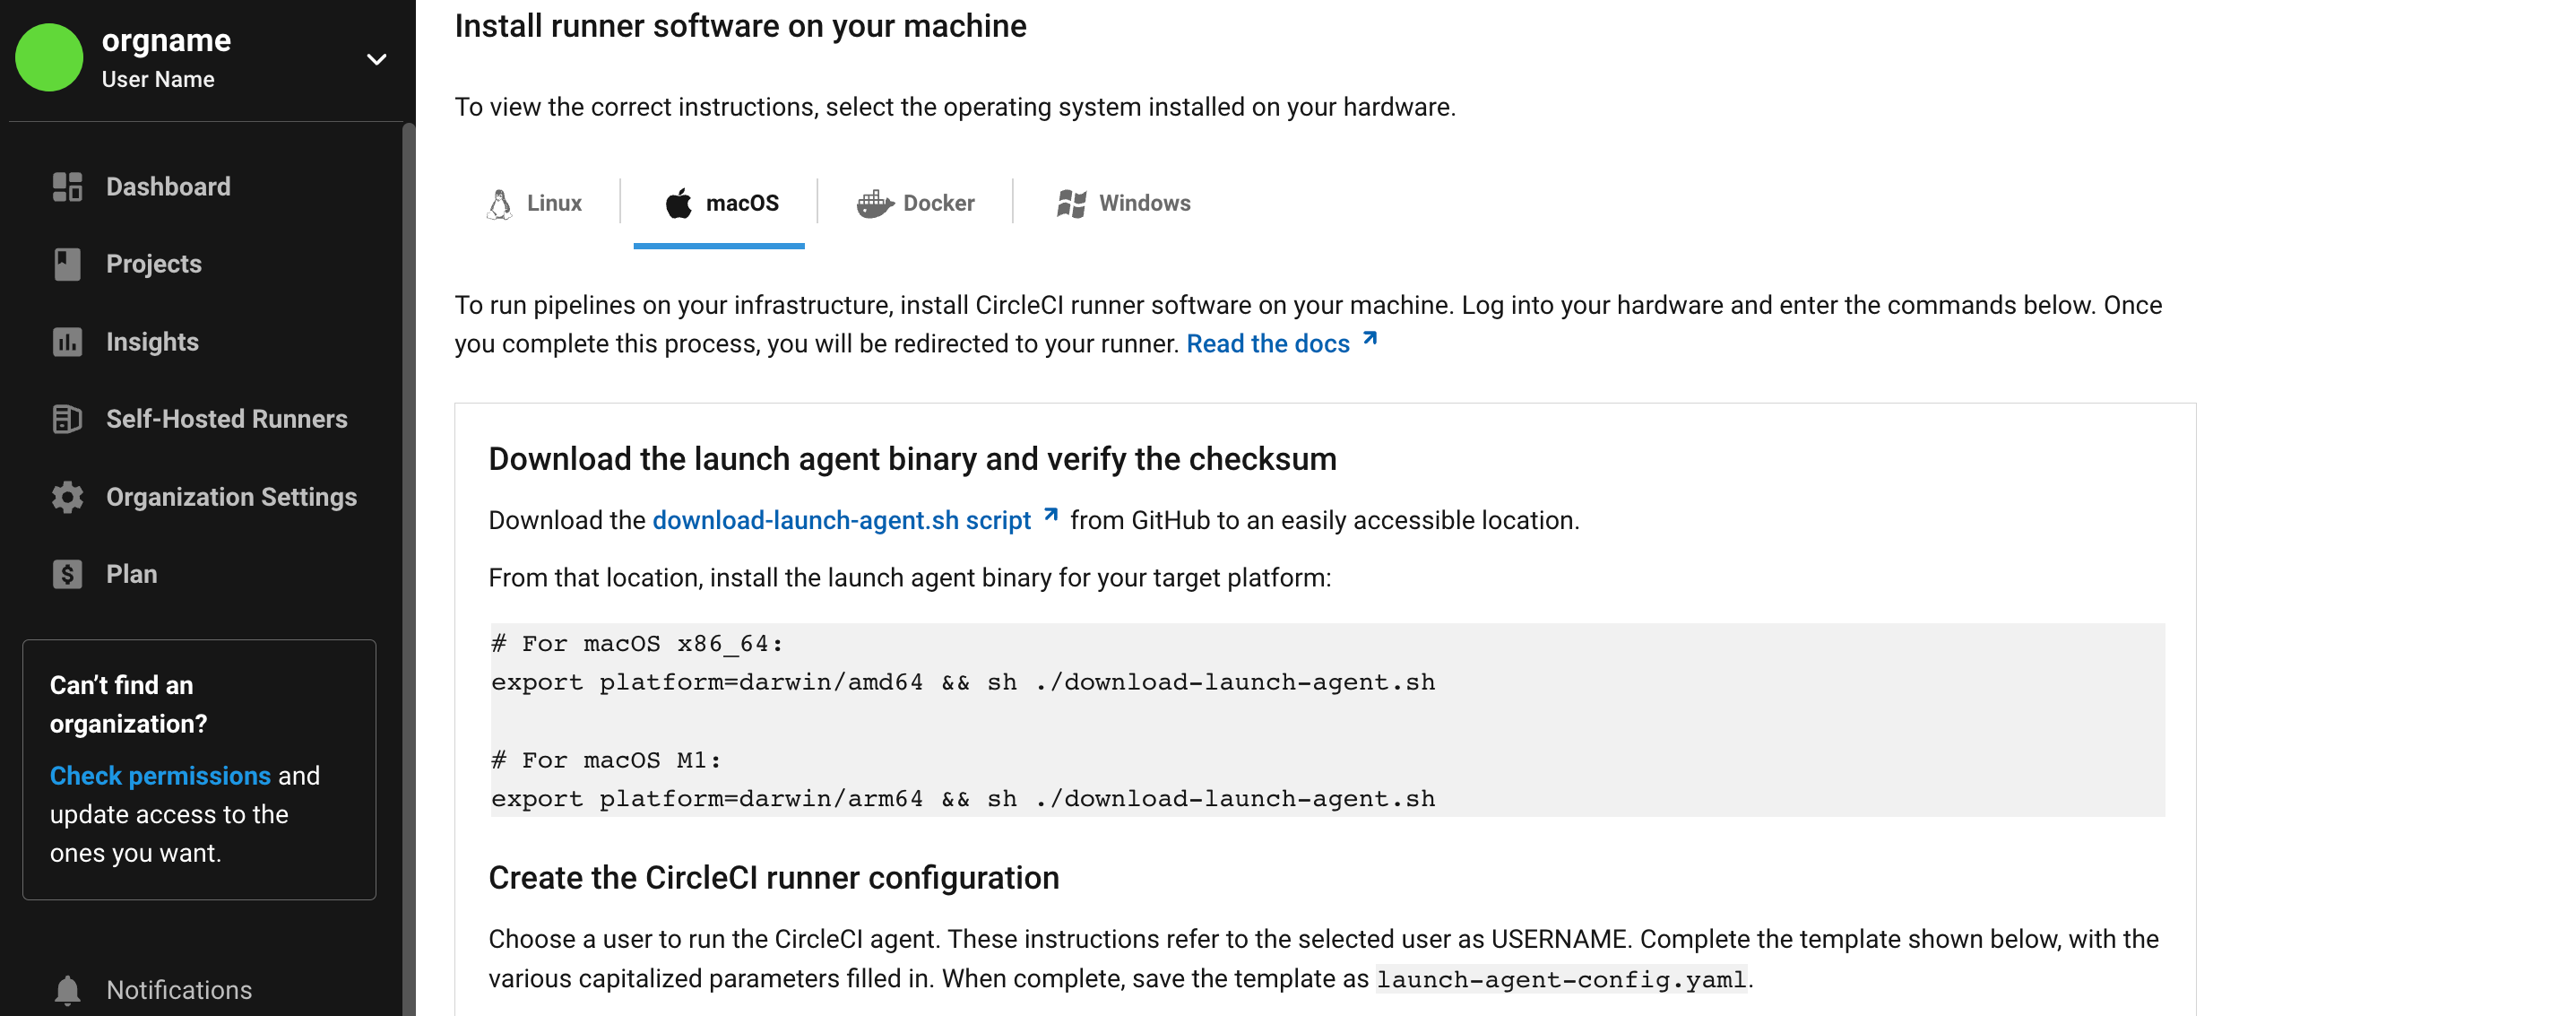 orgname
User Name
Dashboard
Projects
Insights
Self-Hosted Runners
Organization Settings
Plan
Can’t find an
organization?
Check permissions and
update access to the
ones you want.
Notifications
Install runner software on your machine
To view the correct instructions, select the operating system installed on your hardware.
Linux
macOS
Docker
Windows
To run pipelines on your infrastructure, install CircleCI runner software on your machine. Log into your hardware and enter the commands below. Once
you complete this process, you will be redirected to your runner. Read the docs
Download the launch agent binary and verify the checksum
Download the download-launch-agent.sh script from GitHub to an easily accessible location.
From that location, install the launch agent binary for your target platform:
# For macOS x86_64:
export platform=darwin/amd64 && sh ./download-launch-agent.sh
# For macOS M1:
export platform=darwin/arm64 && sh ./download-launch-agent.sh
Create the CircleCI runner configuration
Choose a user to run the CircleCI agent. These instructions refer to the selected user as USERNAME. Complete the template shown below, with the
various capitalized parameters filled in. When complete, save the template as launch-agent-config.yaml.